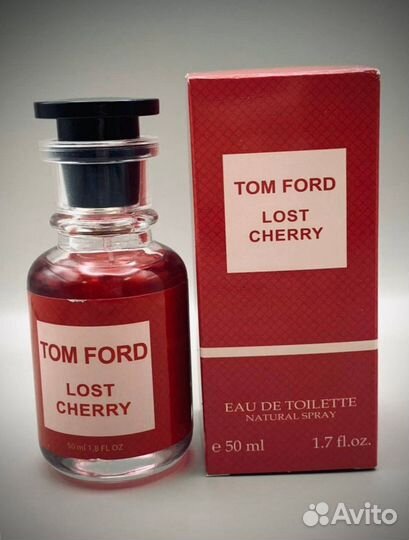 TOM FORD
LOST
CHERRY
50 ml 1,8 FL OZ
TOM FORD
LOST
CHERRY
EAU DE TOILETTE
NATURAL SPRAY
e 50 ml 1.7 fl.oz.
Avito